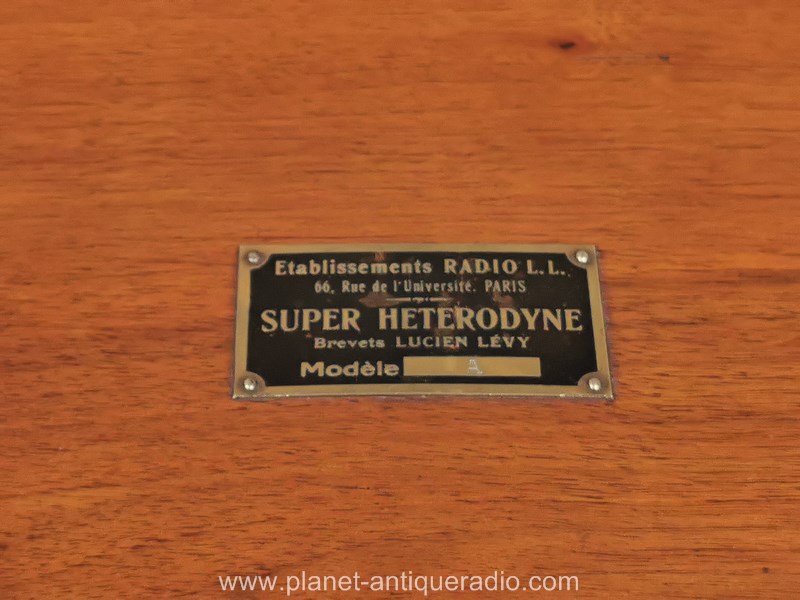 Etablissements RADIO L.L.
66, Rue de l'Université. PARIS
SUPER HETERODYNE
Brevets LUCIEN LÉVY
Modèle A
www.planet-antiqueradio.com